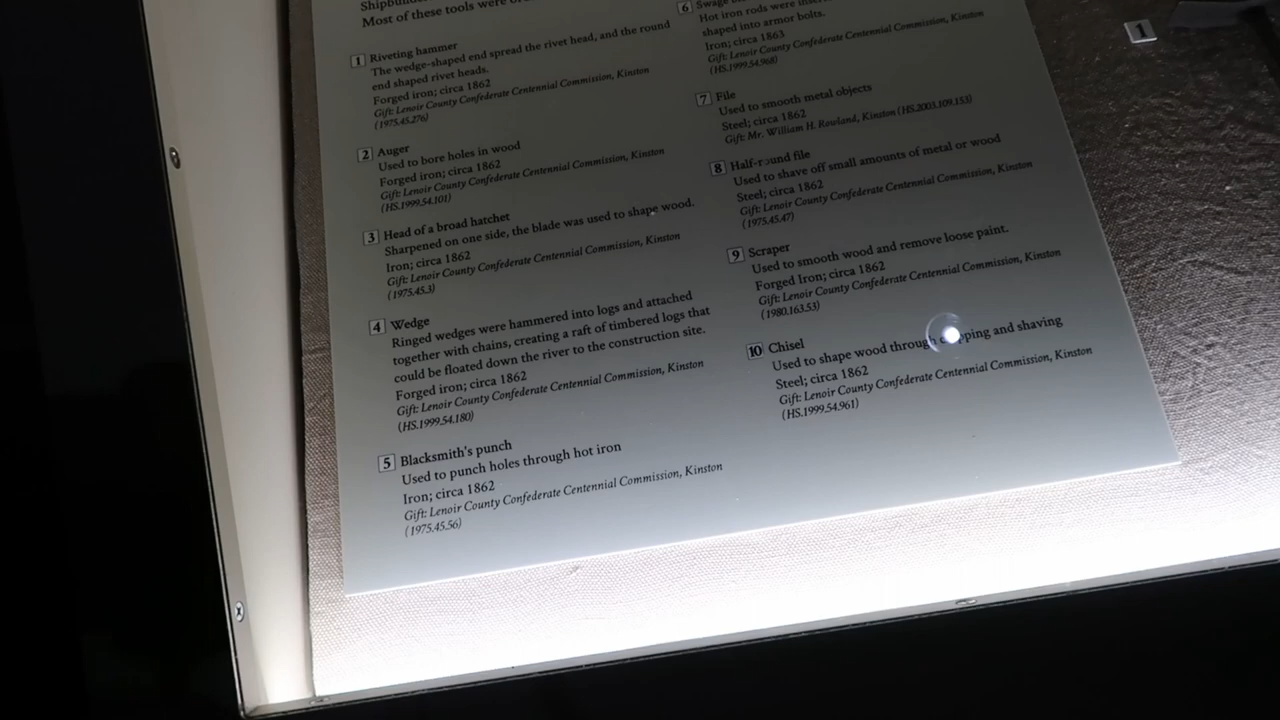 Most of these tools were
1 Riveting hammer
The wedge-shaped end spread the rivet head, and the round
end shaped rivet heads.
Forged iron; circa 1862
Gift: Lenoir County Confederate Centennial Commission, Kinston
(1975.45.276)
2 Auger
Used to bore holes in wood
Forged iron; circa 1862
Gift: Lenoir County Confederate Centennial Commission, Kinston
(HS.1999.54.101)
3 Head of a broad hatchet
Sharpened on one side, the blade was used to shape wood.
Iron; circa 1862
Gift: Lenoir County Confederate Centennial Commission, Kinston
(1975.45.3)
4 Wedge
Ringed wedges were hammered into logs and attached
together with chains, creating a raft of timbered logs that
could be floated down the river to the construction site.
Forged iron; circa 1862
Gift: Lenoir County Confederate Centennial Commission, Kinston
(HS.1999.54.180)
5 Blacksmith's punch
Used to punch holes through hot iron
Iron; circa 1862
Gift: Lenoir County Confederate Centennial Commission, Kinston
(1975.45.56)
6 Swage
Hot iron rods were
shaped into armor bolts.
Iron; circa 1863
Gift: Lenoir County Confederate Centennial Commission, Kinston
(HS.1999.54.968)
7 File
Used to smooth metal objects
Steel; circa 1862
Gift: Mr. William H. Rowland, Kinston (HS.2003.109.153)
8 Half-round file
Used to shave off small amounts of metal or wood
Steel; circa 1862
Gift: Lenoir County Confederate Centennial Commission, Kinston
(1975.45.47)
9 Scraper
Used to smooth wood and remove loose paint.
Forged Iron; circa 1862
Gift: Lenoir County Confederate Centennial Commission, Kinston
(1980.163.53)
10 Chisel
Used to shape wood through and shaving
Steel; circa 1862
Gift: Lenoir County Confederate Centennial Commission, Kinston
(HS.1999.54.961)
1